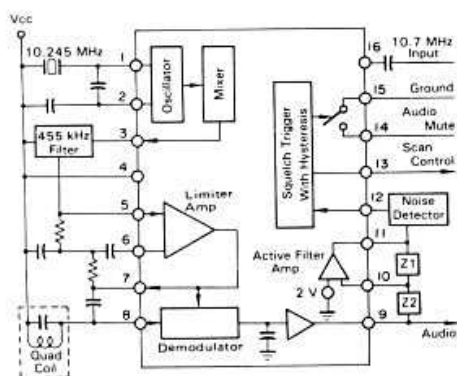 Vcc
10.245 MHz
1
2
Oscillator
Mixer
16
10.7 MHz
Input
15
Ground
Audio
Mute
14
Scan
Control
13
Squelch Trigger
With Hysteresis
455 kHz
Filter
3
4
5
6
7
8
Limiter
Amp
12
Noise
Detector
11
Active Filter
Amp
10
Z1
Z2
2 V
9
Audio
Demodulator
Quad
Coil